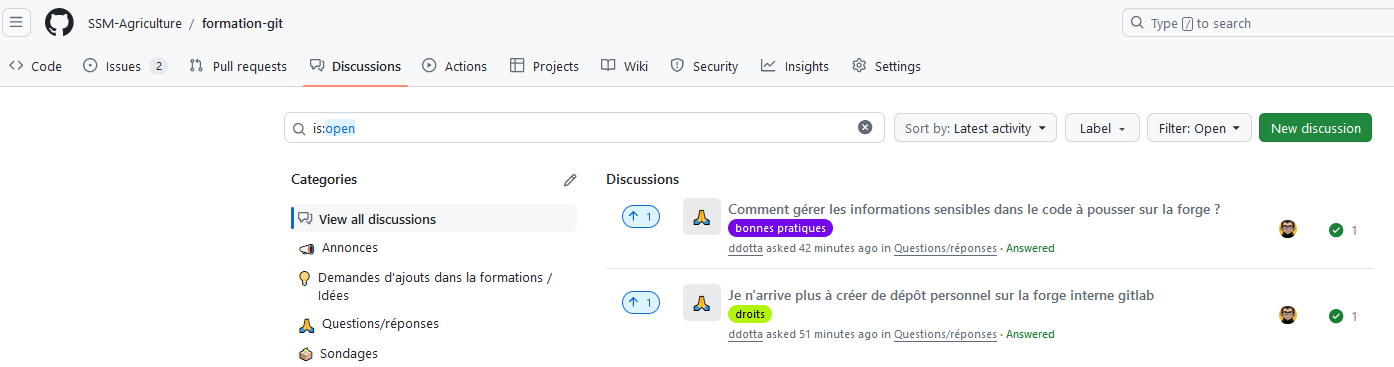 SSM-Agriculture / formation-git
Type / to search
Code Issues 2 Pull requests Discussions Actions Projects Wiki Security Insights Settings
is:open
Sort by: Latest activity
Label
Filter: Open
New discussion
Categories
View all discussions
Annonces
Demandes d'ajouts dans la formations /
Idées
Questions/réponses
Sondages
Discussions
1
Comment gérer les informations sensibles dans le code à pousser sur la forge ?
bonnes pratiques
ddotta asked 42 minutes ago in Questions/réponses · Answered
1
1
Je n'arrive plus à créer de dépôt personnel sur la forge interne gitlab
droits
ddotta asked 51 minutes ago in Questions/réponses · Answered
1